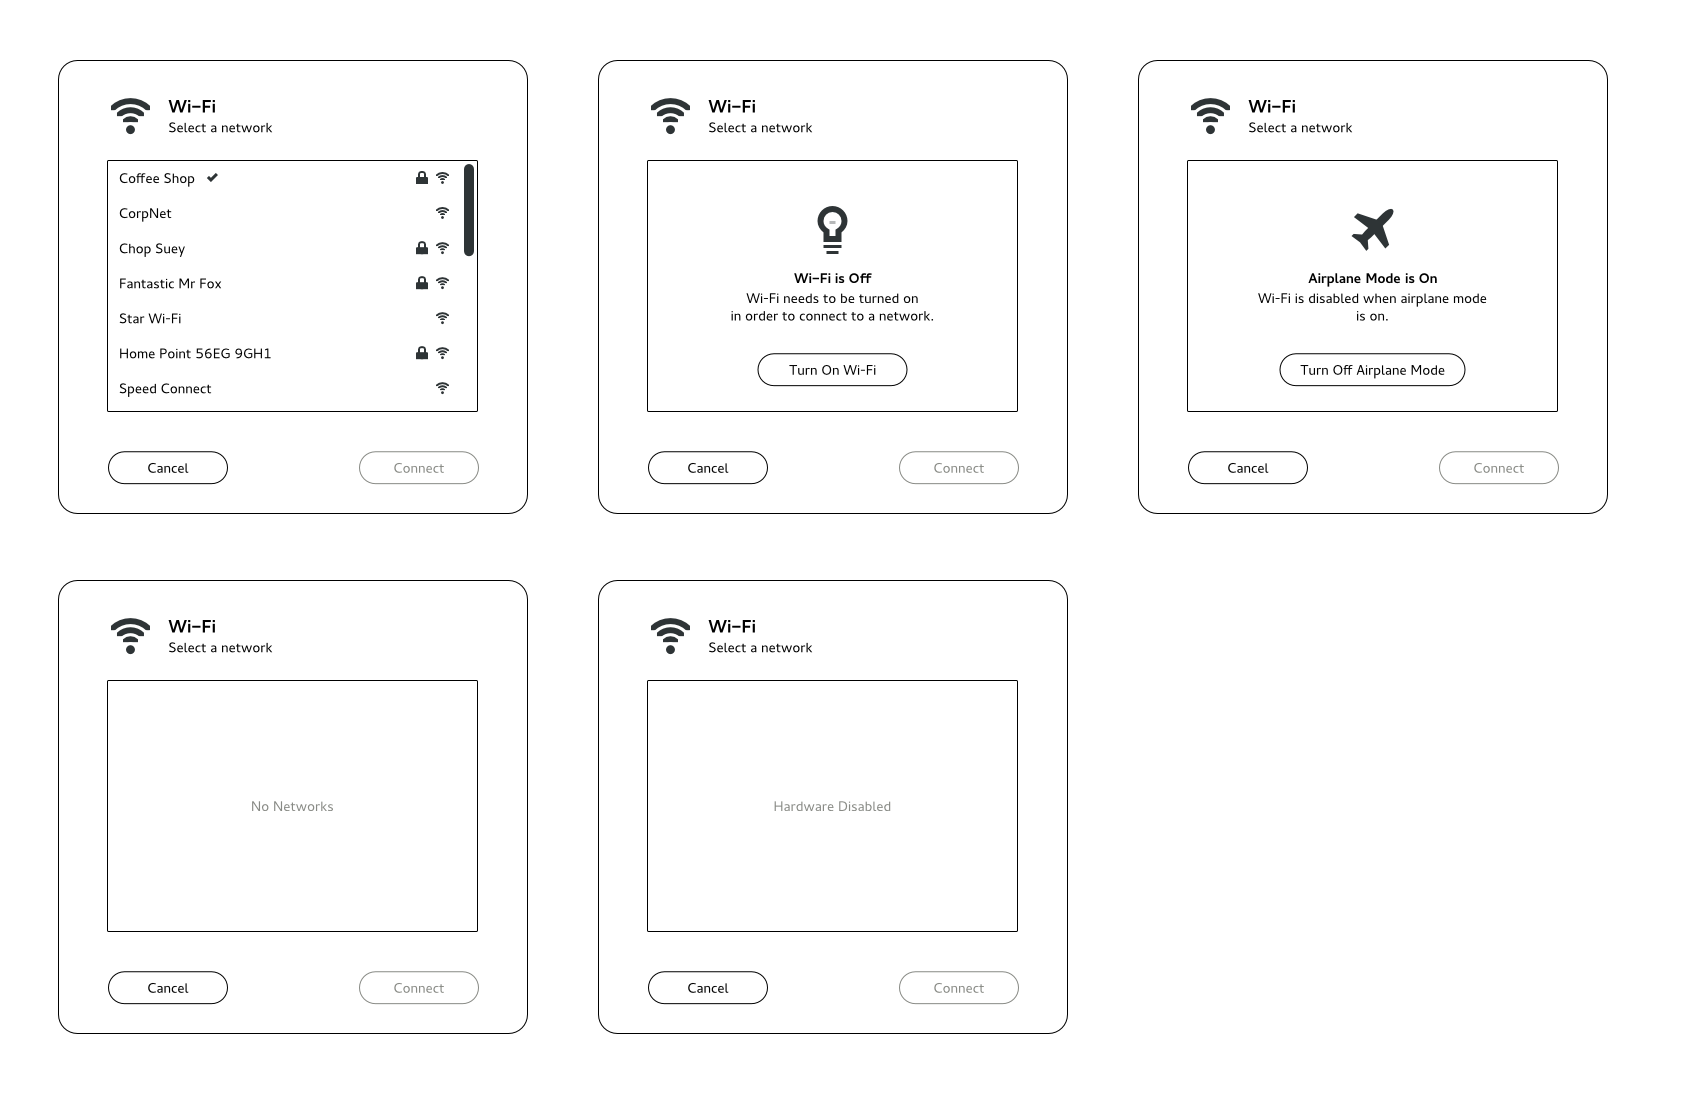 Wi-Fi
Select a network
Coffee Shop
CorpNet
Chop Suey
Fantastic Mr Fox
Star Wi-Fi
Home Point 56EG 9GH1
Speed Connect
Cancel
Connect
Wi-Fi
Select a network
Wi-Fi is Off
Wi-Fi needs to be turned on
in order to connect to a network.
Turn On Wi-Fi
Cancel
Connect
Wi-Fi
Select a network
Airplane Mode is On
Wi-Fi is disabled when airplane mode
is on.
Turn Off Airplane Mode
Cancel
Connect
Wi-Fi
Select a network
No Networks
Cancel
Connect
Wi-Fi
Select a network
Hardware Disabled
Cancel
Connect